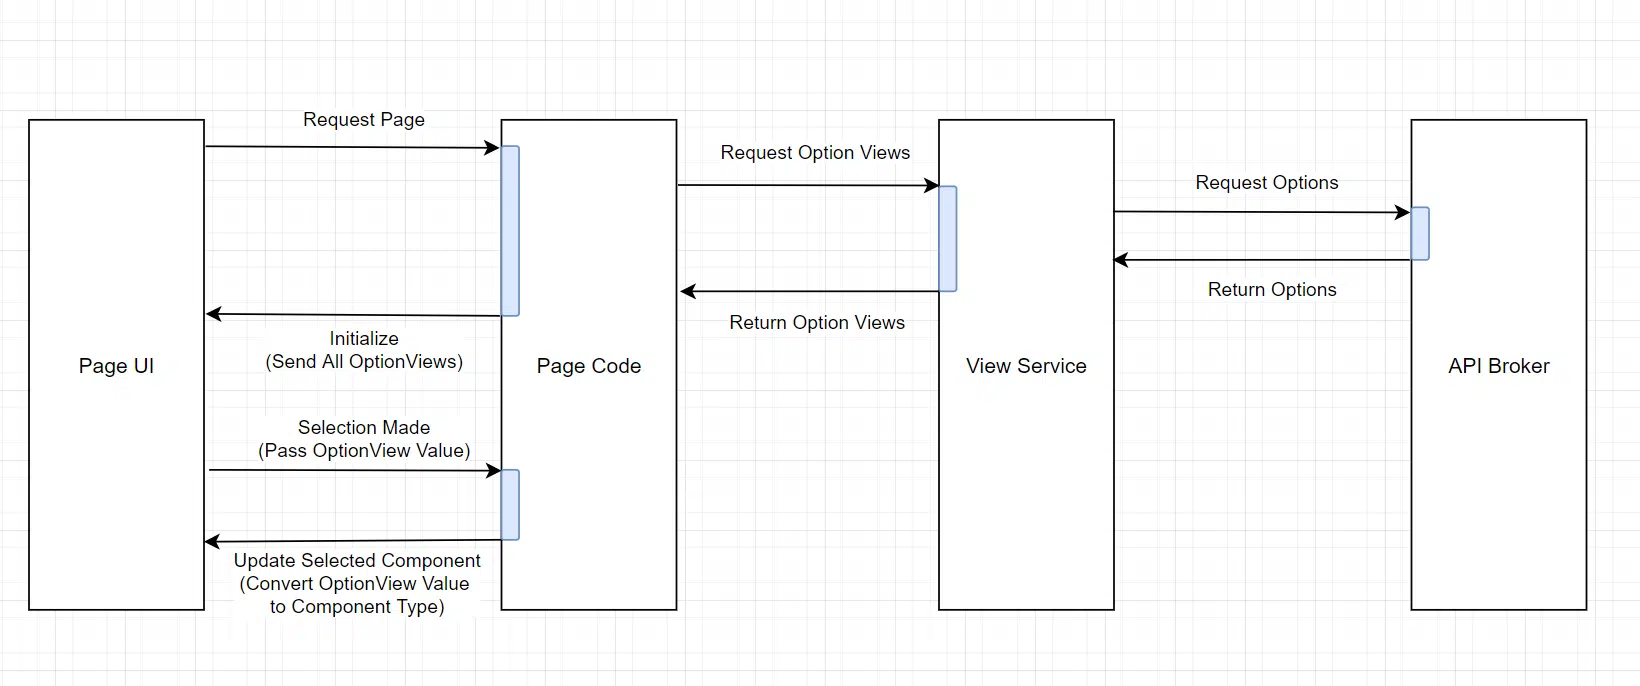 Request Page
Request Option Views
Request Options
Return Options
Return Option Views
Initialize
(Send All OptionViews)
Page UI
Page Code
View Service
API Broker
Selection Made
(Pass OptionView Value)
Update Selected Component
(Convert OptionView Value
to Component Type)